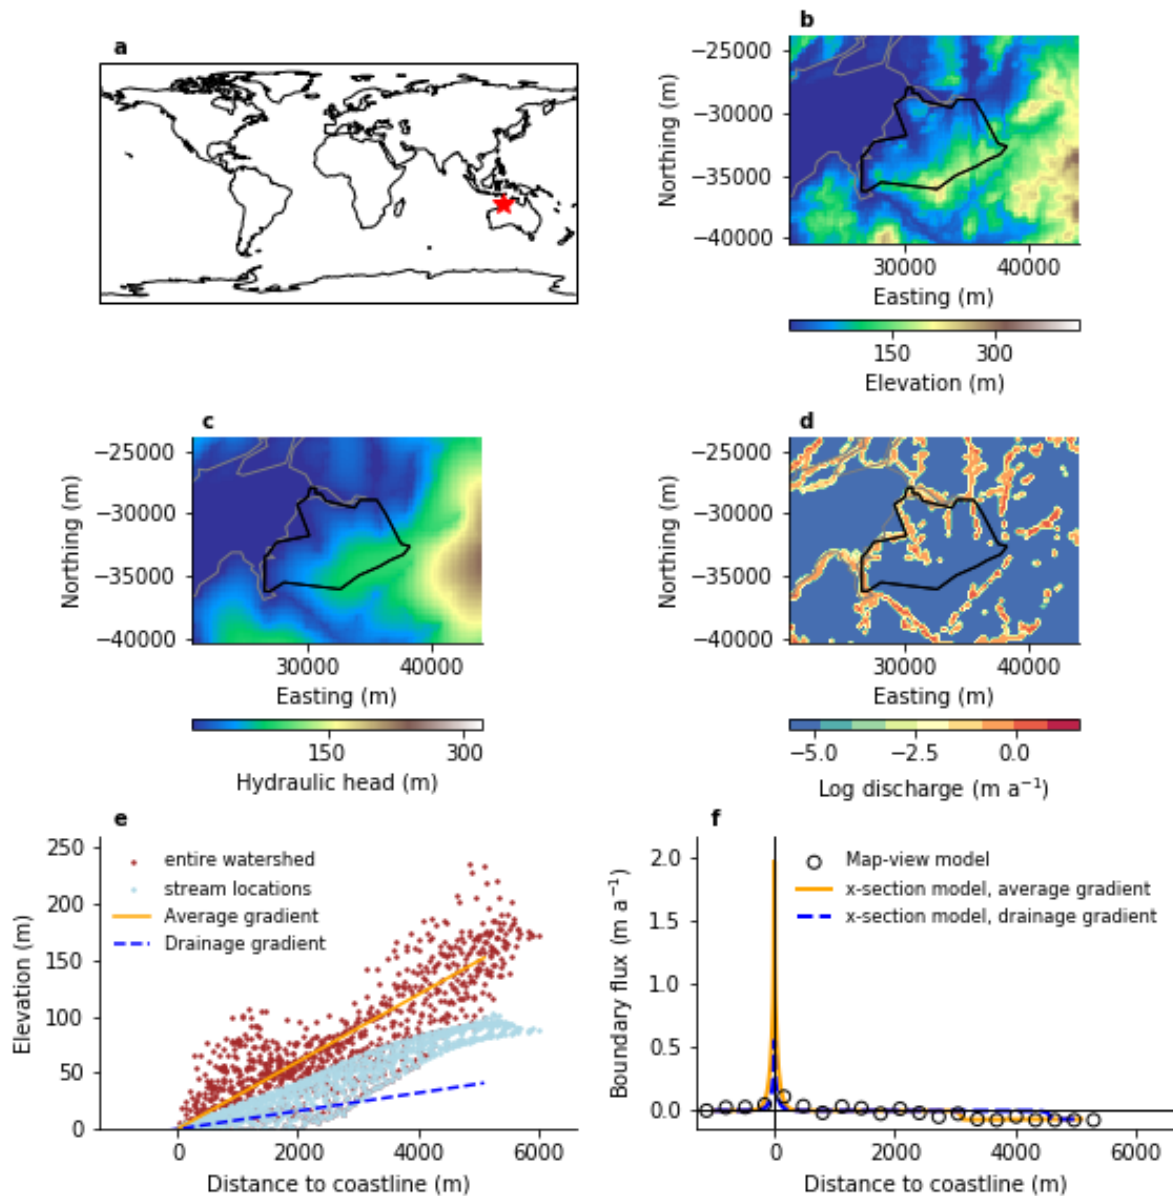 a
b
−25000
−30000
−35000
−40000
Northing (m)
30000 40000
Easting (m)
150 300
Elevation (m)
c
−25000
−30000
−35000
−40000
Northing (m)
30000 40000
Easting (m)
150 300
Hydraulic head (m)
d
−25000
−30000
−35000
−40000
Northing (m)
30000 40000
Easting (m)
−5.0 −2.5 0.0
Log discharge (m a⁻¹)
e
250
200
150
100
50
0
Elevation (m)
entire watershed
stream locations
Average gradient
Drainage gradient
0 2000 4000 6000
Distance to coastline (m)
f
2.0
1.5
1.0
0.5
0.0
Boundary flux (m a⁻¹)
Map-view model
x-section model, average gradient
x-section model, drainage gradient
0 2000 4000 6000
Distance to coastline (m)